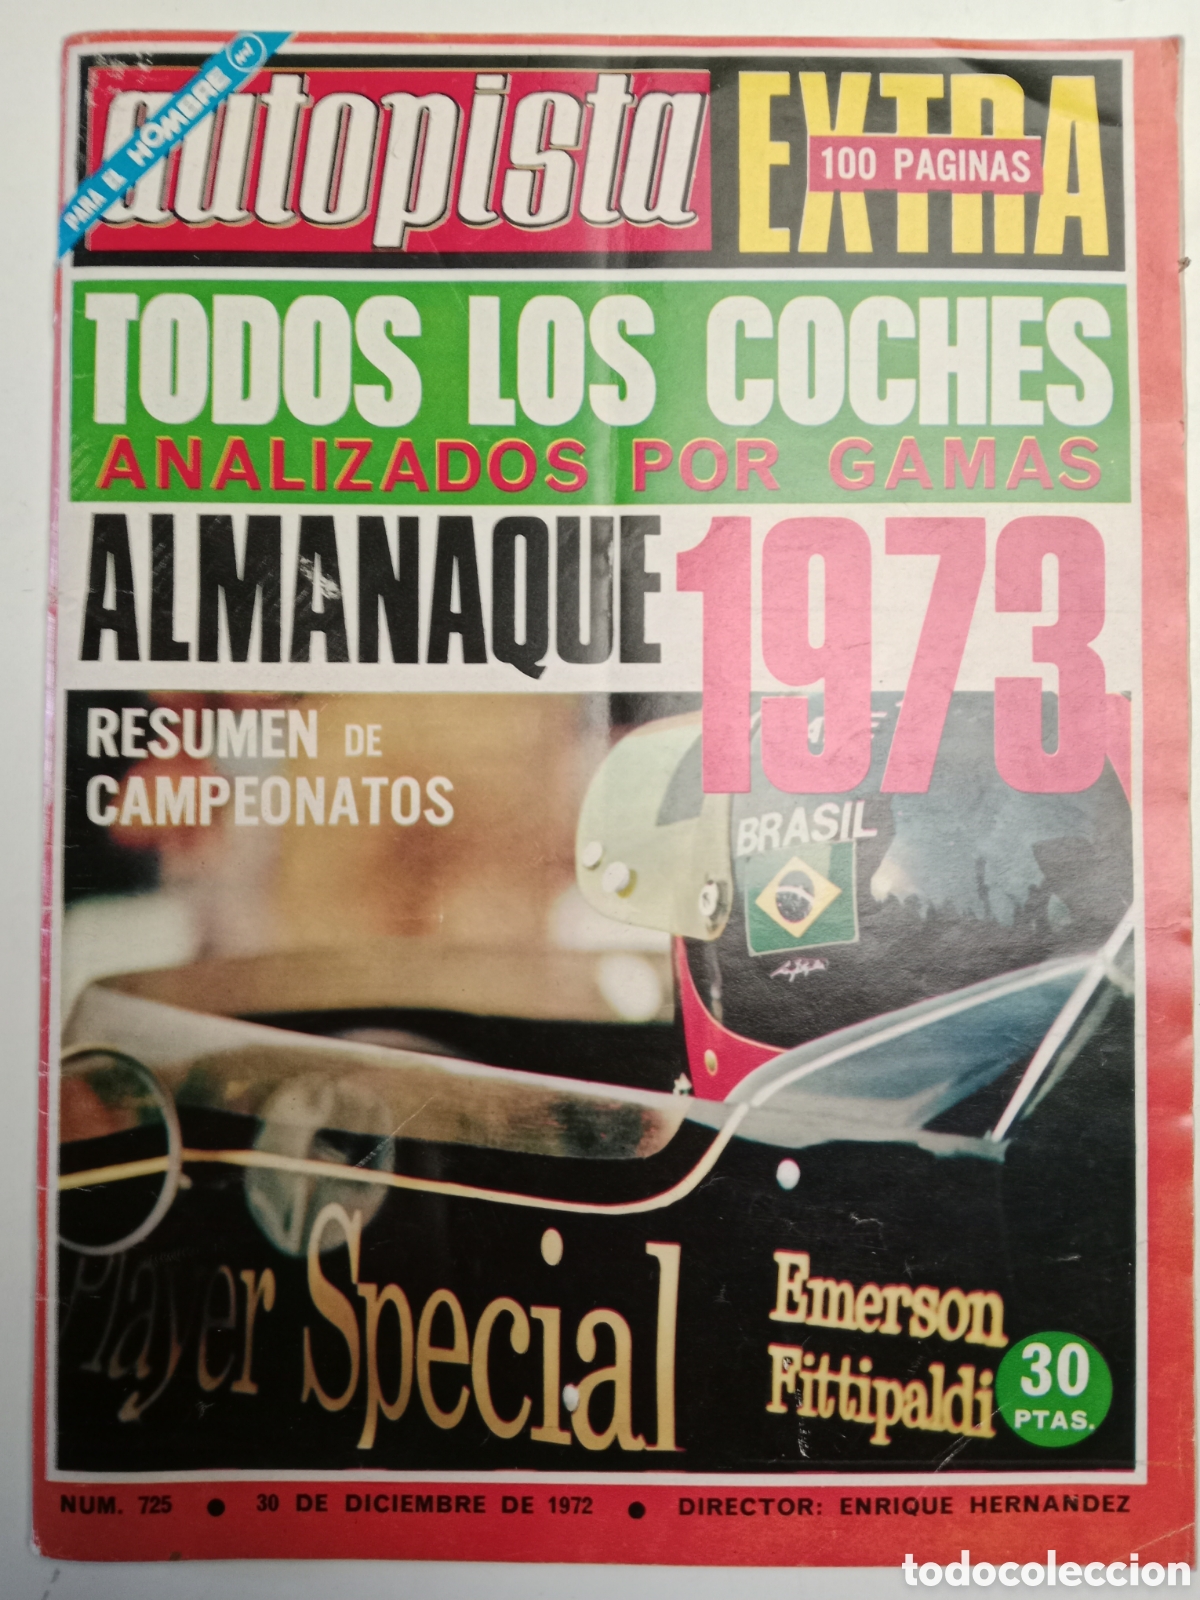 PARA EL HOMBRE
autopista
EXTRA
100 PAGINAS
TODOS LOS COCHES
ANALIZADOS POR GAMAS
ALMANAQUE 1973
RESUMEN DE
CAMPEONATOS
BRASIL
Player Special
Emerson
Fittipaldi
30
PTAS.
NUM. 725 ● 30 DE DICIEMBRE DE 1972 ● DIRECTOR: ENRIQUE HERNANDEZ
todocoleccion